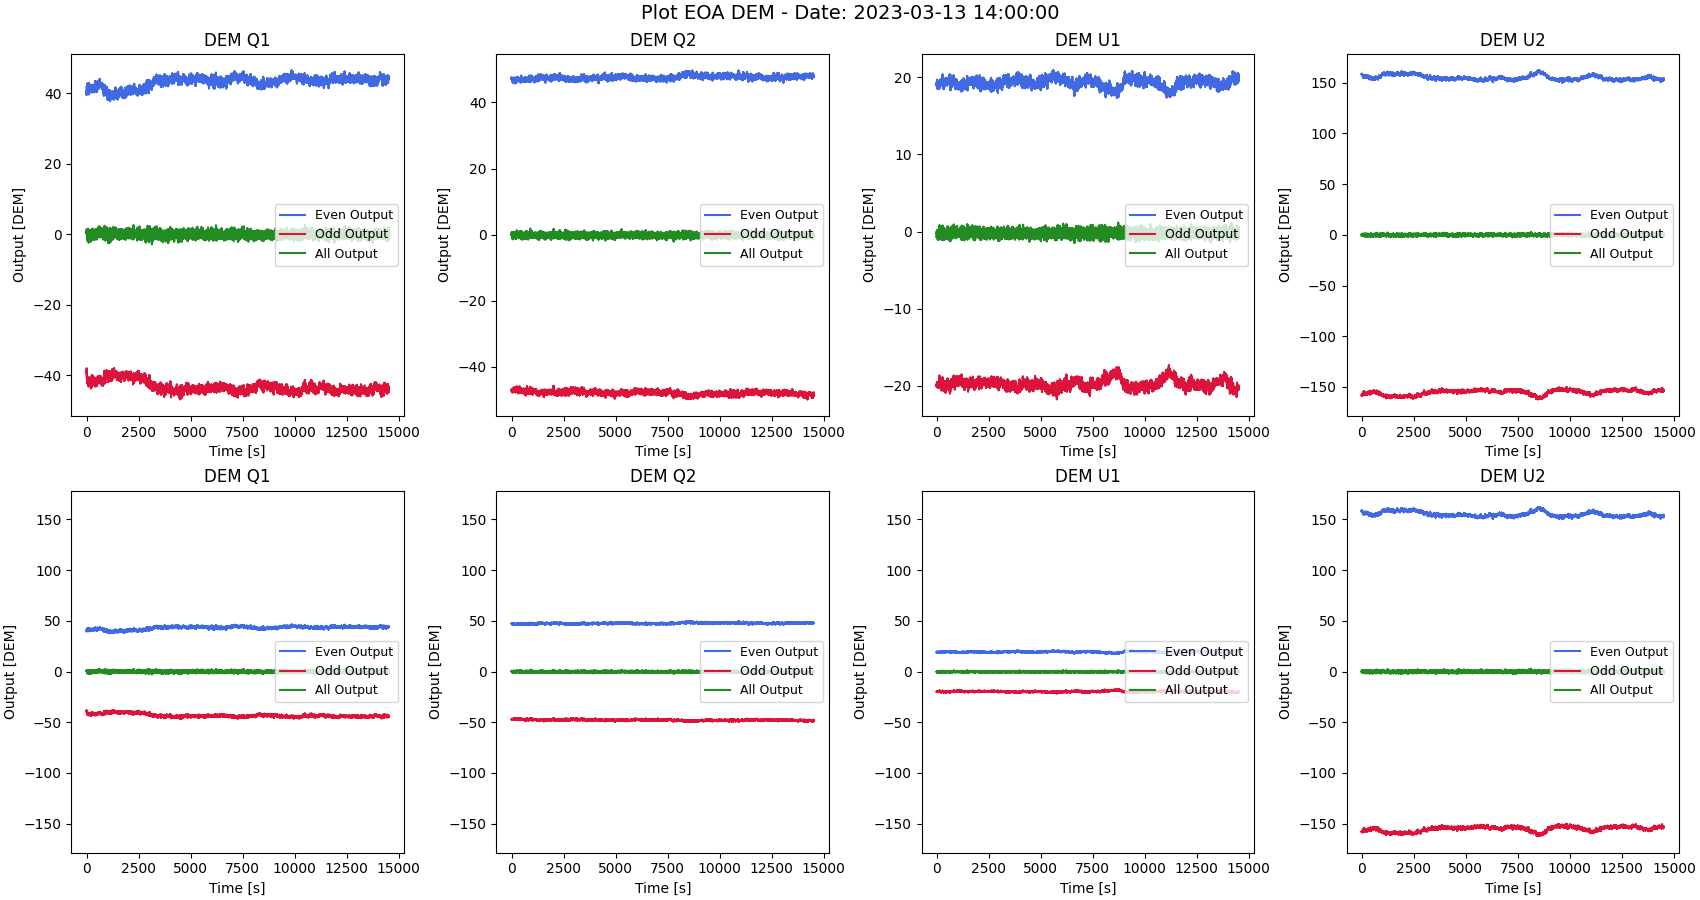 Plot EOA DEM - Date: 2023-03-13 14:00:00
DEM Q1
DEM Q2
DEM U1
DEM U2
Output [DEM]
40
20
0
−20
−40
Even Output
Odd Output
All Output
0 2500 5000 7500 10000 12500 15000
Time [s]
Output [DEM]
40
20
0
−20
−40
Even Output
Odd Output
All Output
0 2500 5000 7500 10000 12500 15000
Time [s]
Output [DEM]
20
10
0
−10
−20
Even Output
Odd Output
All Output
0 2500 5000 7500 10000 12500 15000
Time [s]
Output [DEM]
150
100
50
0
−50
−100
−150
Even Output
Odd Output
All Output
0 2500 5000 7500 10000 12500 15000
Time [s]
DEM Q1
DEM Q2
DEM U1
DEM U2
Output [DEM]
150
100
50
0
−50
−100
−150
Even Output
Odd Output
All Output
0 2500 5000 7500 10000 12500 15000
Time [s]
Output [DEM]
150
100
50
0
−50
−100
−150
Even Output
Odd Output
All Output
0 2500 5000 7500 10000 12500 15000
Time [s]
Output [DEM]
150
100
50
0
−50
−100
−150
Even Output
Odd Output
All Output
0 2500 5000 7500 10000 12500 15000
Time [s]
Output [DEM]
150
100
50
0
−50
−100
−150
Even Output
Odd Output
All Output
0 2500 5000 7500 10000 12500 15000
Time [s]